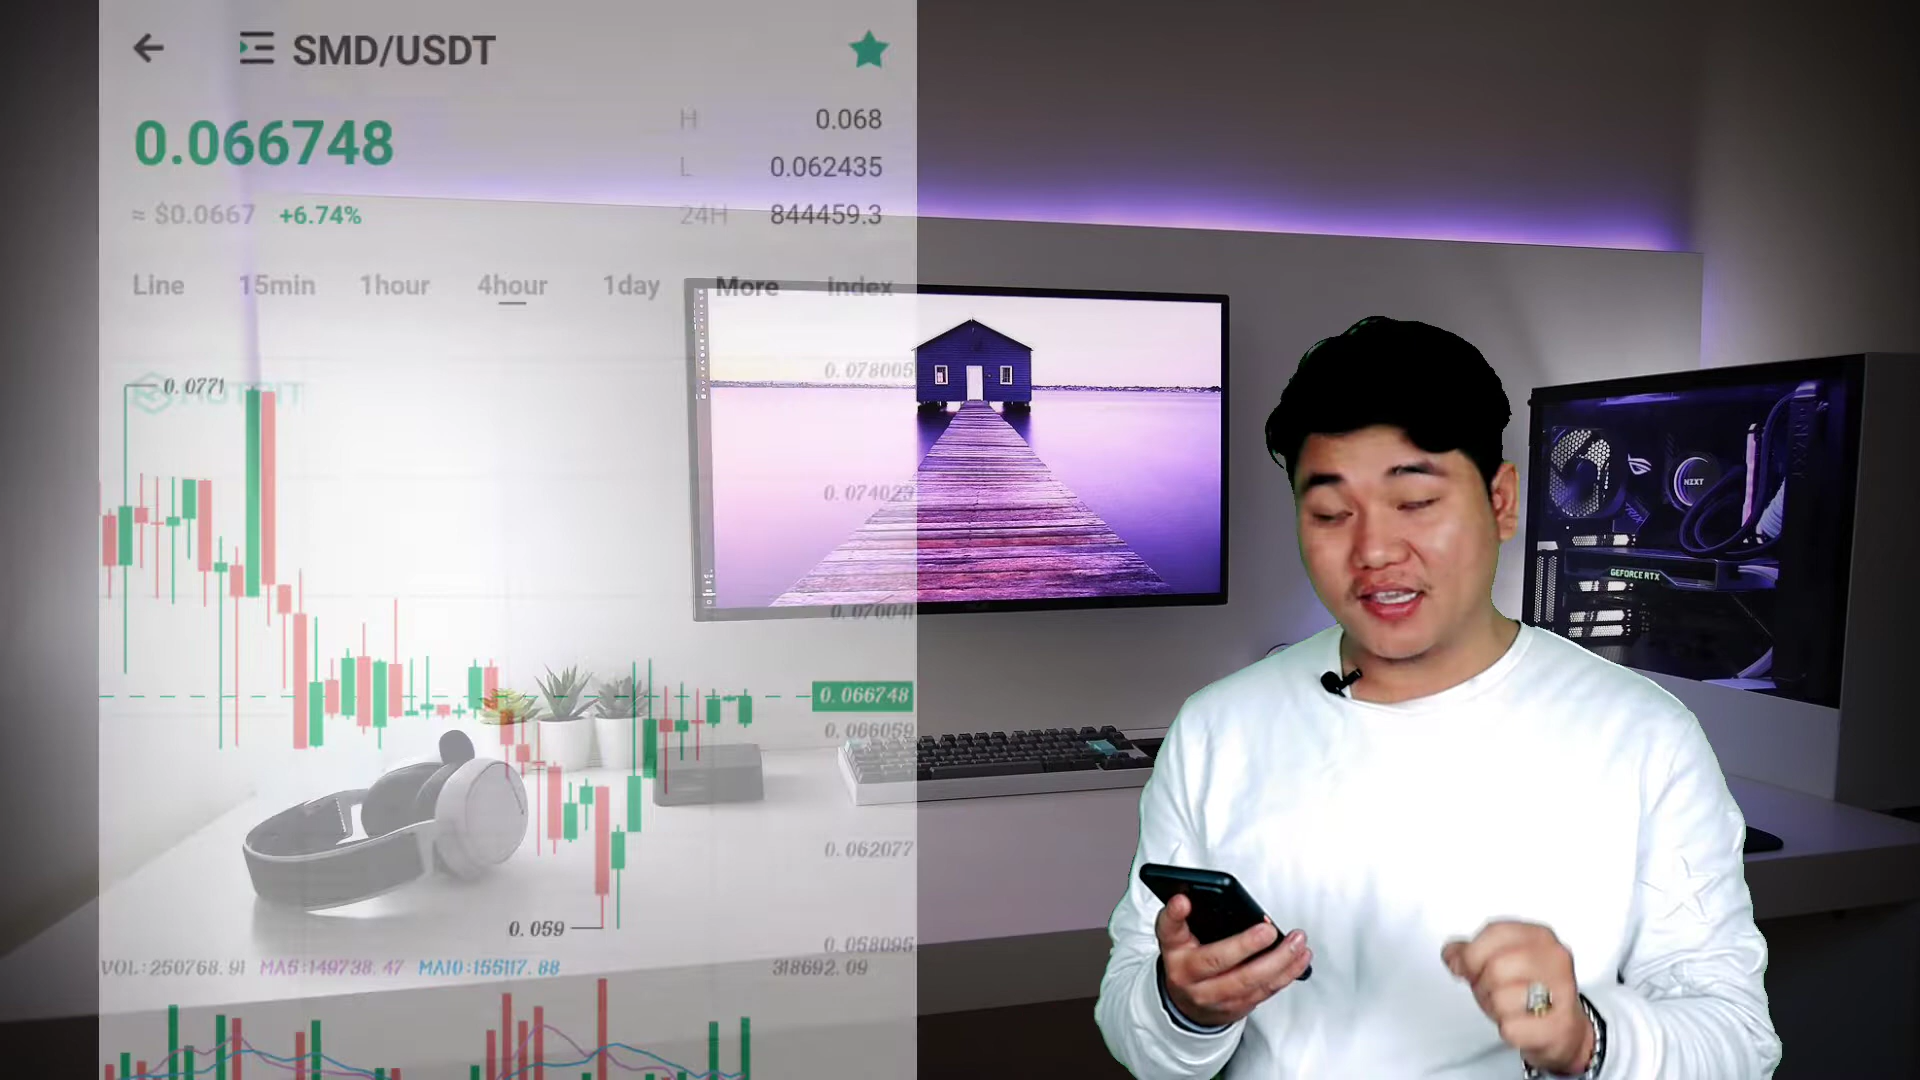 SMD/USDT
0.066748
H 0.068
L 0.062435
≈ $0.0667 +6.74%
24H 844459.3
Line 15min 1hour 4hour 1day More Index
0.0771
0.078005
0.074023
0.070041
0.066748
0.066059
0.062077
0.059
0.058095
VOL:250768.91 MA5:149738.47 MA10:155117.88 318692.09
NZXT
GEFORCE RTX